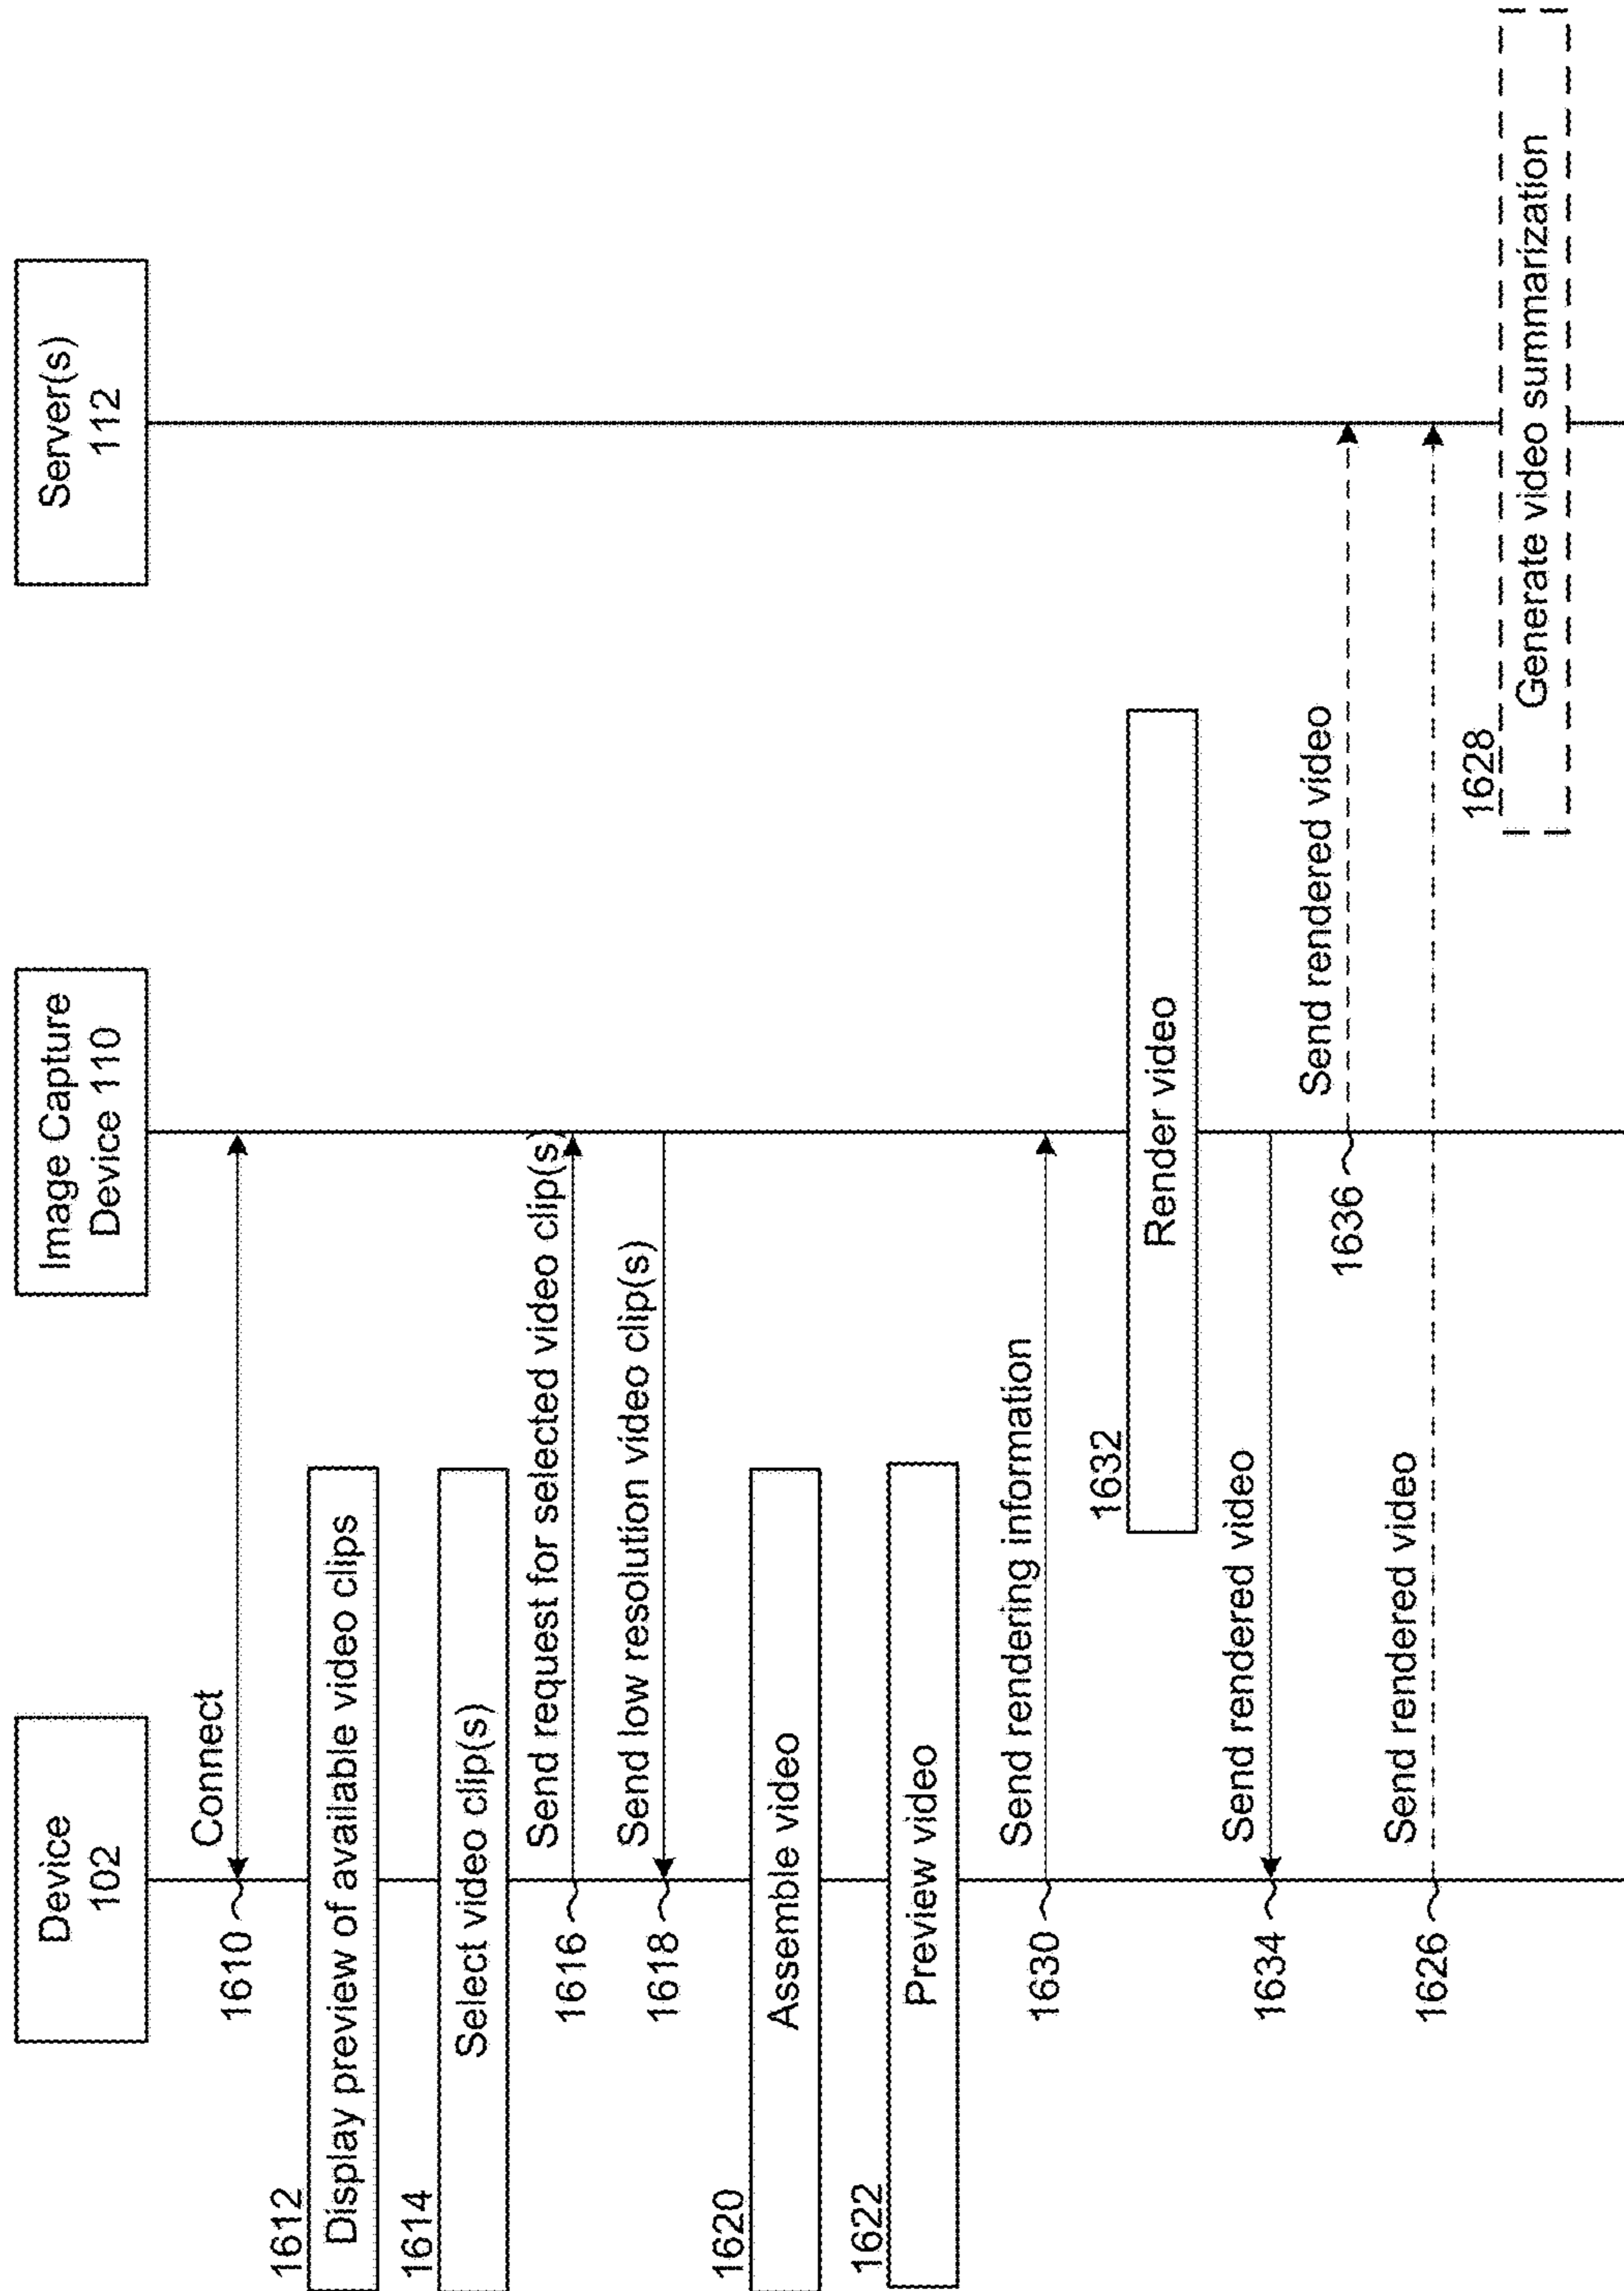 Device
102
Image Capture
Device 110
Server(s)
112
Connect
1610
1612
Display preview of available video clips
1614
Select video clip(s)
Send request for selected video clip(s)
1616
Send low resolution video clip(s)
1618
1620
Assemble video
1622
Preview video
Send rendering information
1630
1632
Render video
Send rendered video
1634
Send rendered video
1636
Send rendered video
1626
1628
Generate video summarization